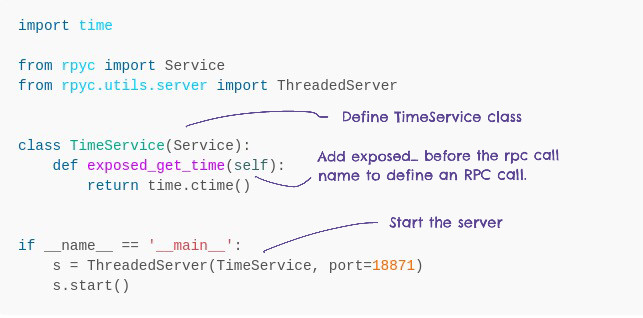 import time
from rpyc import Service
from rpyc.utils.server import ThreadedServer
Define TimeService class
class TimeService(Service):
    def exposed_get_time(self):
        return time.ctime()
Add exposed_ before the rpc call
name to define an RPC call.
Start the server
if __name__ == '__main__':
    s = ThreadedServer(TimeService, port=18871)
    s.start()